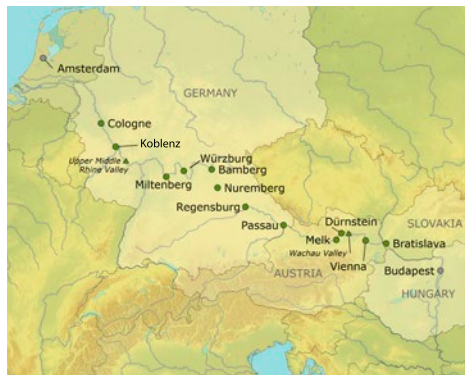 Amsterdam
GERMANY
Cologne
Koblenz
Upper Middle
Rhine Valley
Würzburg
Bamberg
Miltenberg
Nuremberg
Regensburg
Passau
Dürnstein
SLOVAKIA
Melk
Bratislava
Wachau Valley
Vienna
AUSTRIA
Budapest
HUNGARY